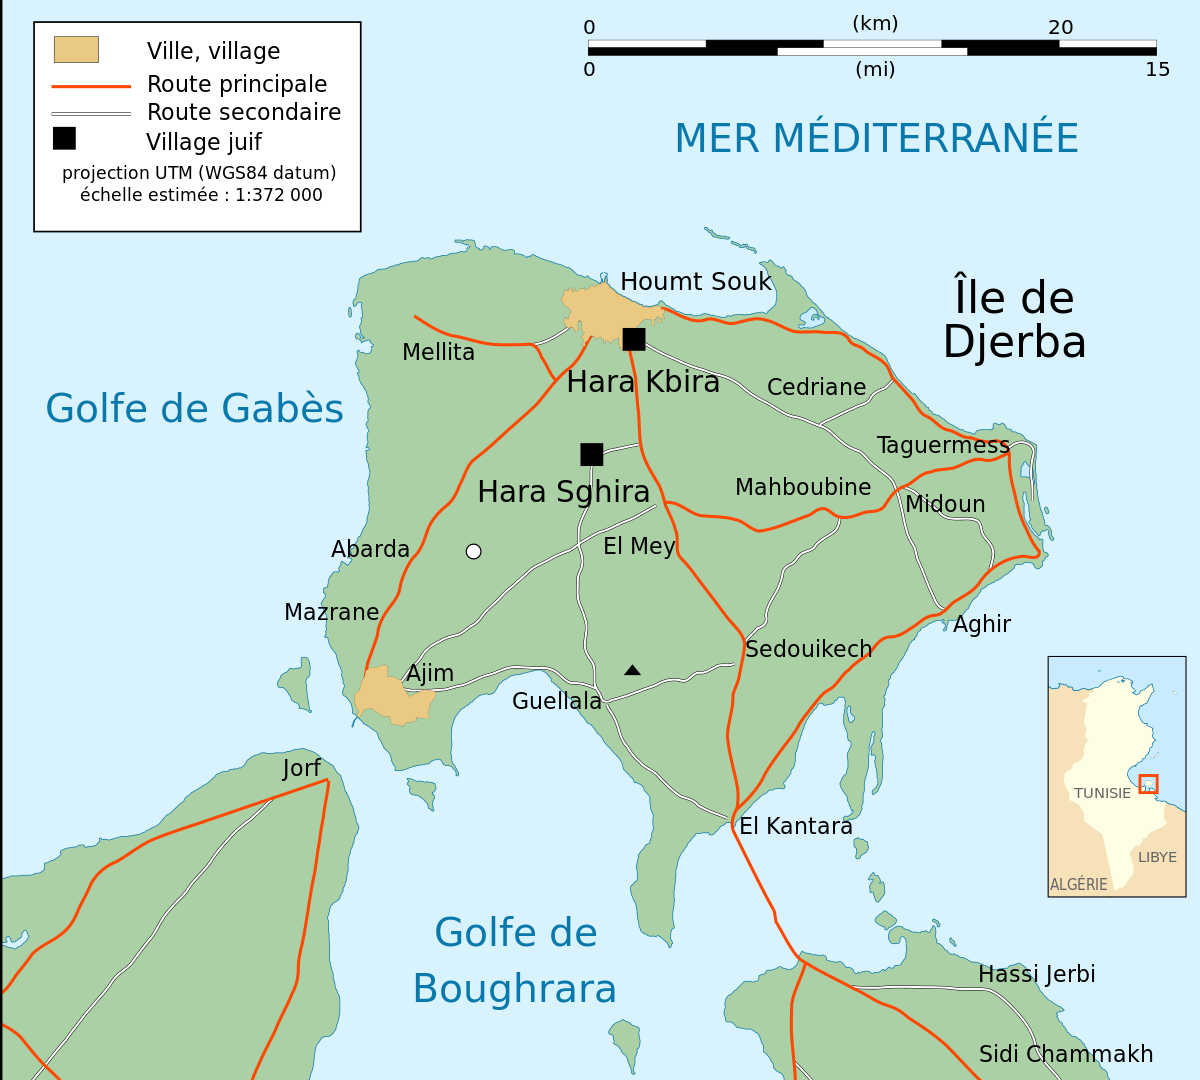 Ville, village
Route principale
Route secondaire
Village juif
projection UTM (WGS84 datum)
échelle estimée : 1:372 000
0 (km) 20
0 (mi) 15
MER MÉDITERRANÉE
Houmt Souk
Île de
Djerba
Mellita
Hara Kbira
Cedriane
Golfe de Gabès
Taguermess
Hara Sghira
Mahboubine
Midoun
Abarda
El Mey
Mazrane
Aghir
Sedouikech
Ajim
Guellala
Jorf
El Kantara
TUNISIE
LIBYE
ALGÉRIE
Golfe de
Boughrara
Hassi Jerbi
Sidi Chammakh